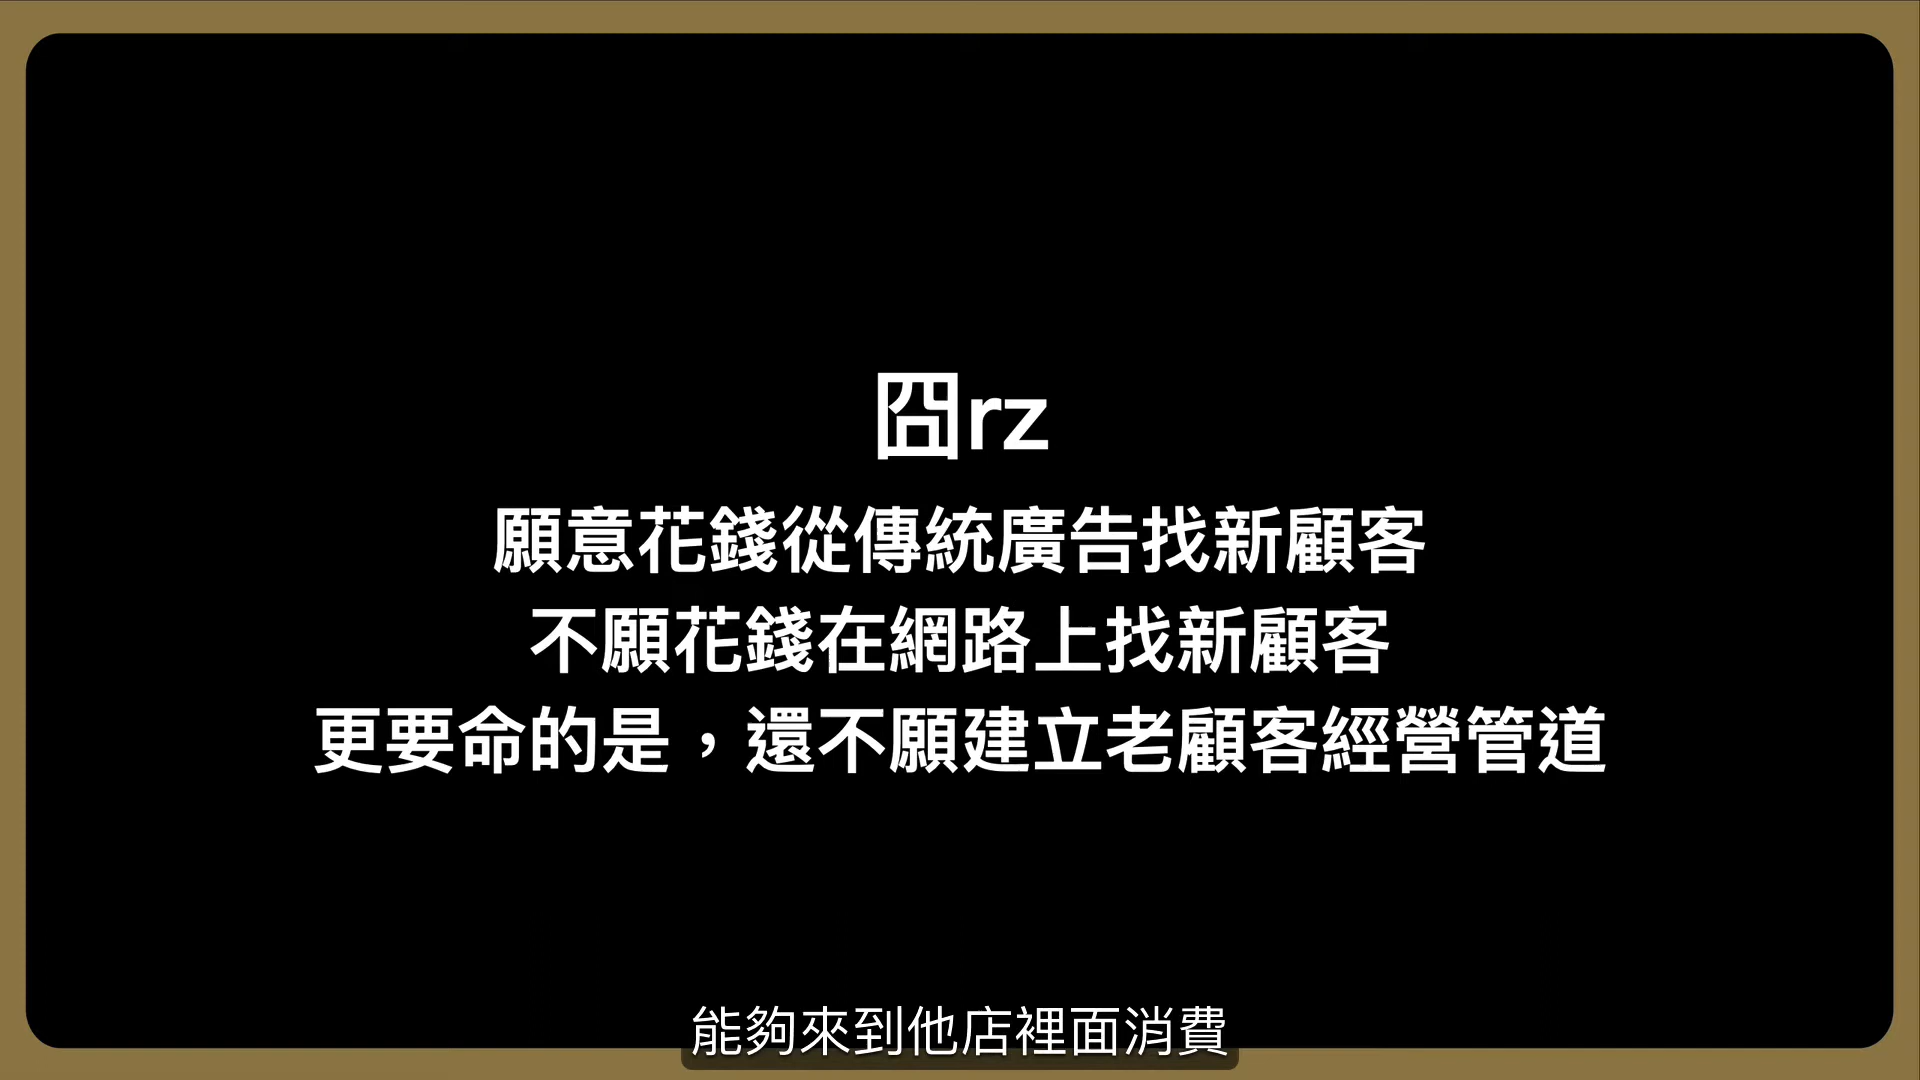 囧rz
願意花錢從傳統廣告找新顧客
不願花錢在網路上找新顧客
更要命的是，還不願建立老顧客經營管道
能夠來到他店裡面消費